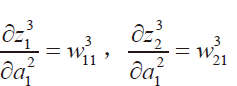 ∂z₁³/∂a₁² = w₁₁³ , ∂z₂³/∂a₁² = w₂₁³